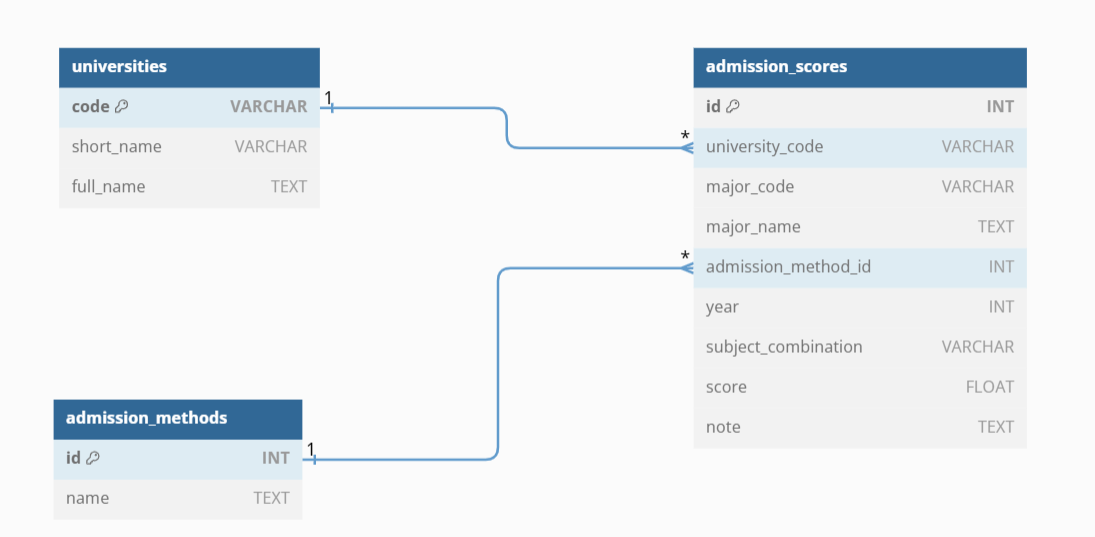 universities
code VARCHAR
short_name VARCHAR
full_name TEXT
1
admission_scores
id INT
*
university_code VARCHAR
major_code VARCHAR
major_name TEXT
*
admission_method_id INT
year INT
subject_combination VARCHAR
score FLOAT
note TEXT
admission_methods
id INT
name TEXT
1